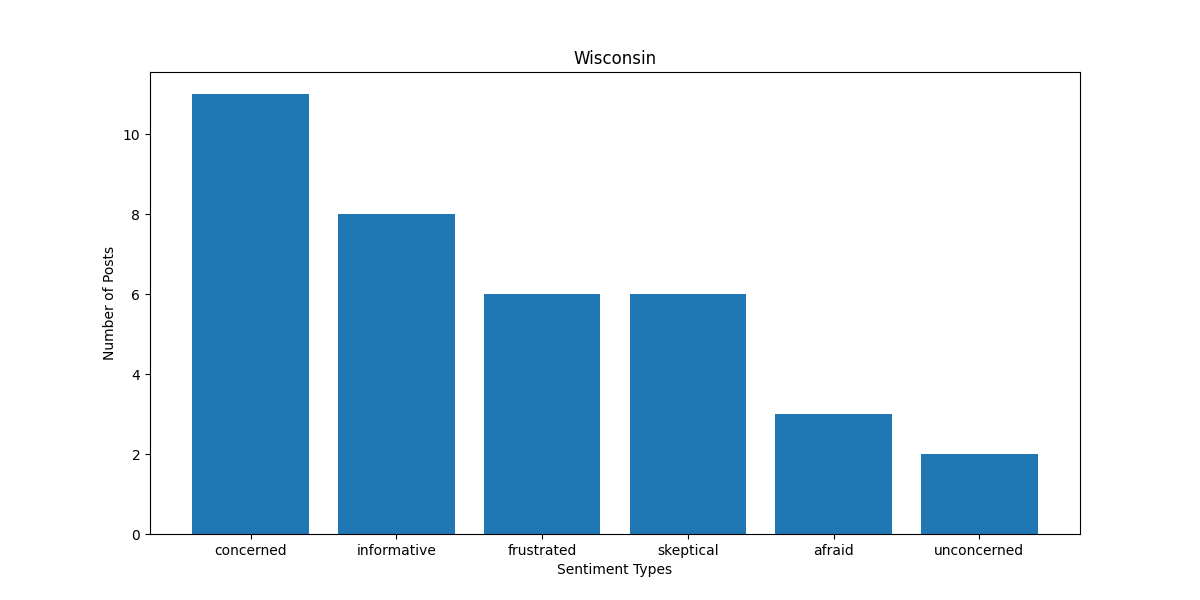 Wisconsin
10
8
6
4
2
0
Number of Posts
concerned informative frustrated skeptical afraid unconcerned
Sentiment Types